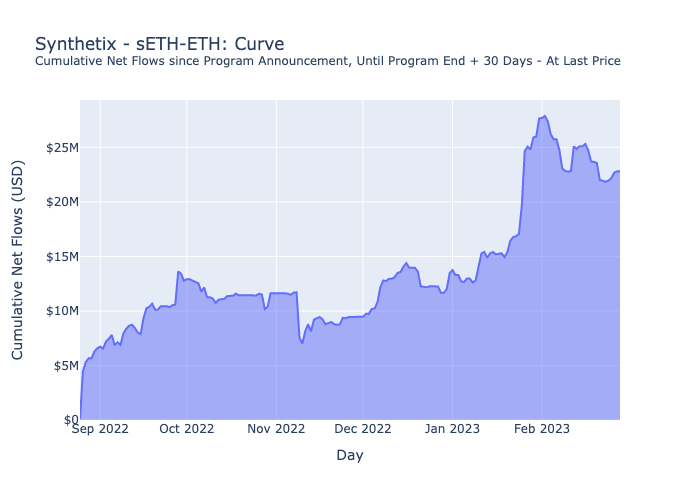 Synthetix - sETH-ETH: Curve
Cumulative Net Flows since Program Announcement, Until Program End + 30 Days - At Last Price
Cumulative Net Flows (USD)
$25M
$20M
$15M
$10M
$5M
$0
Sep 2022 Oct 2022 Nov 2022 Dec 2022 Jan 2023 Feb 2023
Day